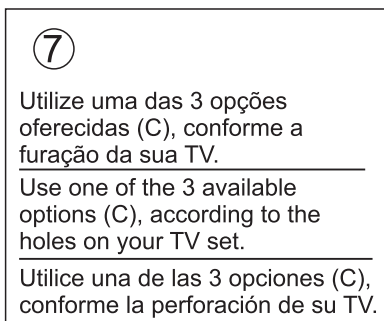 7
Utilize uma das 3 opções
oferecidas (C), conforme a
furação da sua TV.
Use one of the 3 available
options (C), according to the
holes on your TV set.
Utilice una de las 3 opciones (C),
conforme la perforación de su TV.